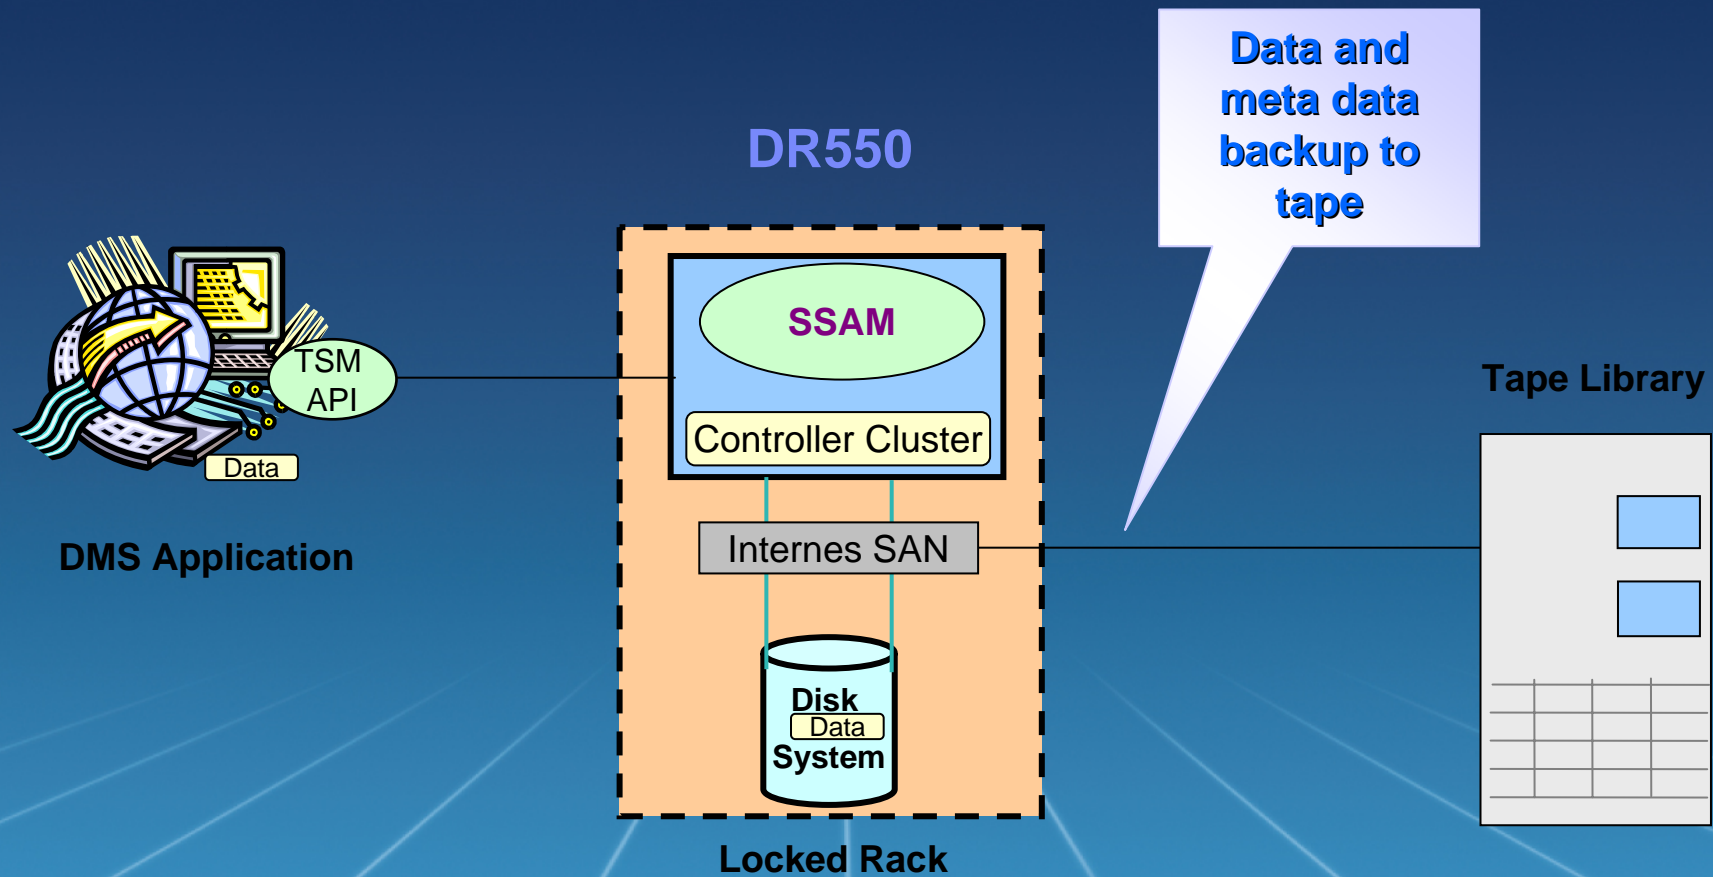 Data and
meta data
backup to
tape
DR550
SSAM
TSM
API
Tape Library
Controller Cluster
Data
DMS Application
Internes SAN
Disk
Data
System
Locked Rack